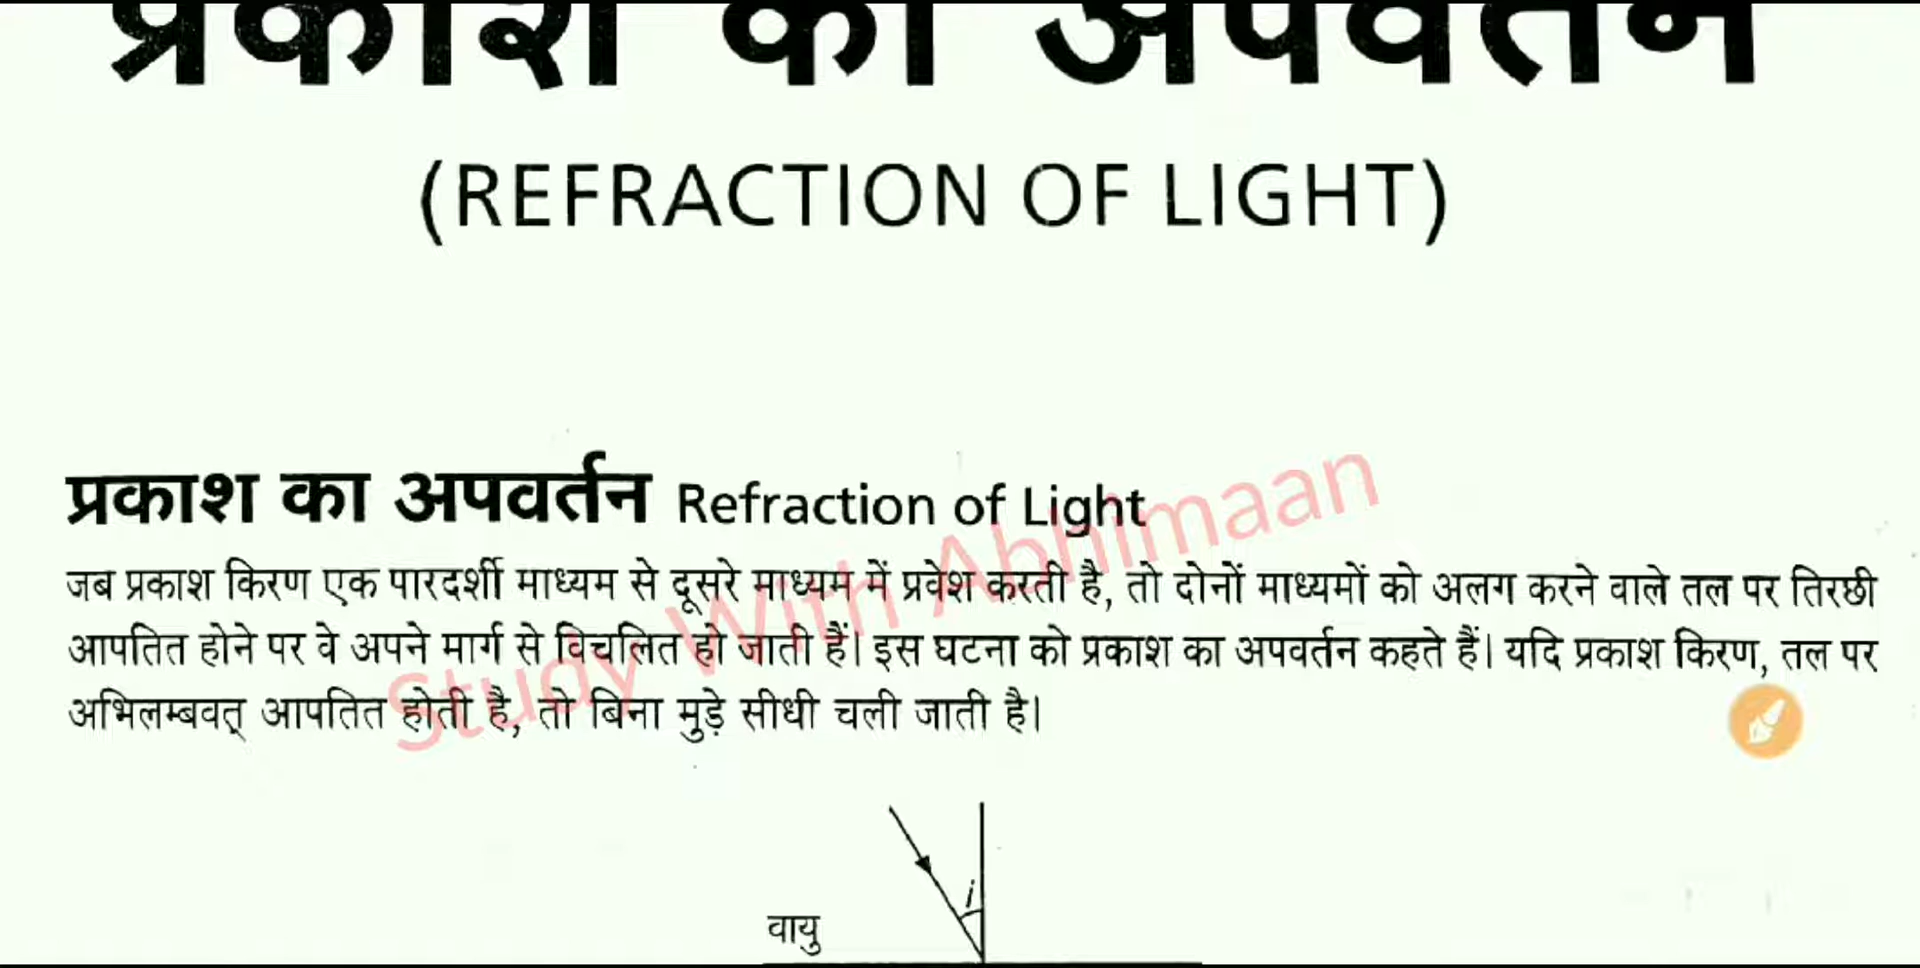 प्रकाश का अपवर्तन
(REFRACTION OF LIGHT)
प्रकाश का अपवर्तन Refraction of Light
जब प्रकाश किरण एक पारदर्शी माध्यम से दूसरे माध्यम में प्रवेश करती है, तो दोनों माध्यमों को अलग करने वाले तल पर तिरछी
आपतित होने पर वे अपने मार्ग से विचलित हो जाती हैं। इस घटना को प्रकाश का अपवर्तन कहते हैं। यदि प्रकाश किरण, तल पर
अभिलम्बवत् आपतित होती है, तो बिना मुड़े सीधी चली जाती है।
Study With Abhimaan
i
वायु